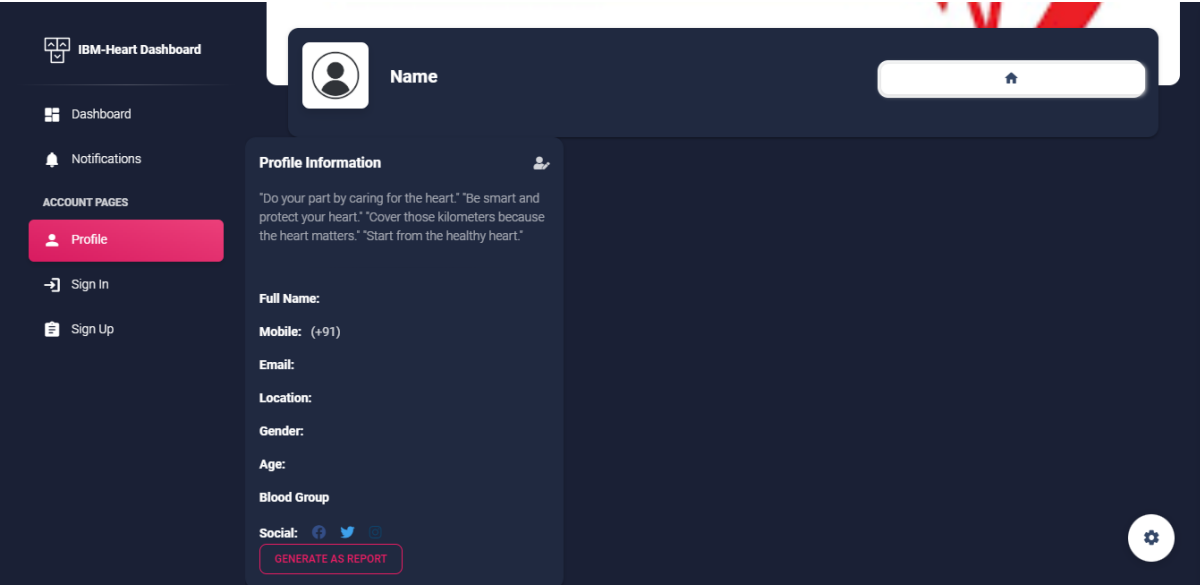 IBM-Heart Dashboard
Dashboard
Notifications
ACCOUNT PAGES
Profile
Sign In
Sign Up
Name
Profile Information
"Do your part by caring for the heart." "Be smart and
protect your heart." "Cover those kilometers because
the heart matters." "Start from the healthy heart."
Full Name:
Mobile: (+91)
Email:
Location:
Gender:
Age:
Blood Group
Social:
GENERATE AS REPORT